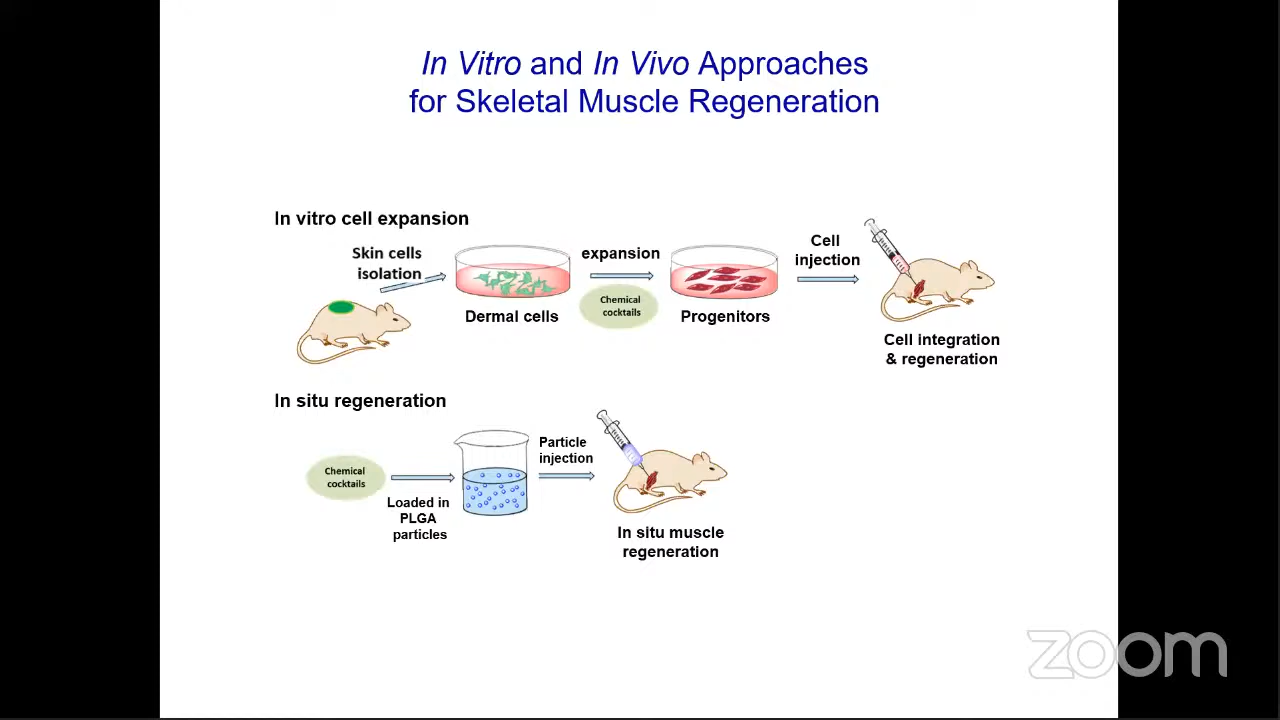 In Vitro and In Vivo Approaches
for Skeletal Muscle Regeneration
In vitro cell expansion
Skin cells
isolation
Dermal cells
expansion
Chemical
cocktails
Progenitors
Cell
injection
Cell integration
& regeneration
In situ regeneration
Chemical
cocktails
Loaded in
PLGA
particles
Particle
injection
In situ muscle
regeneration
zoom